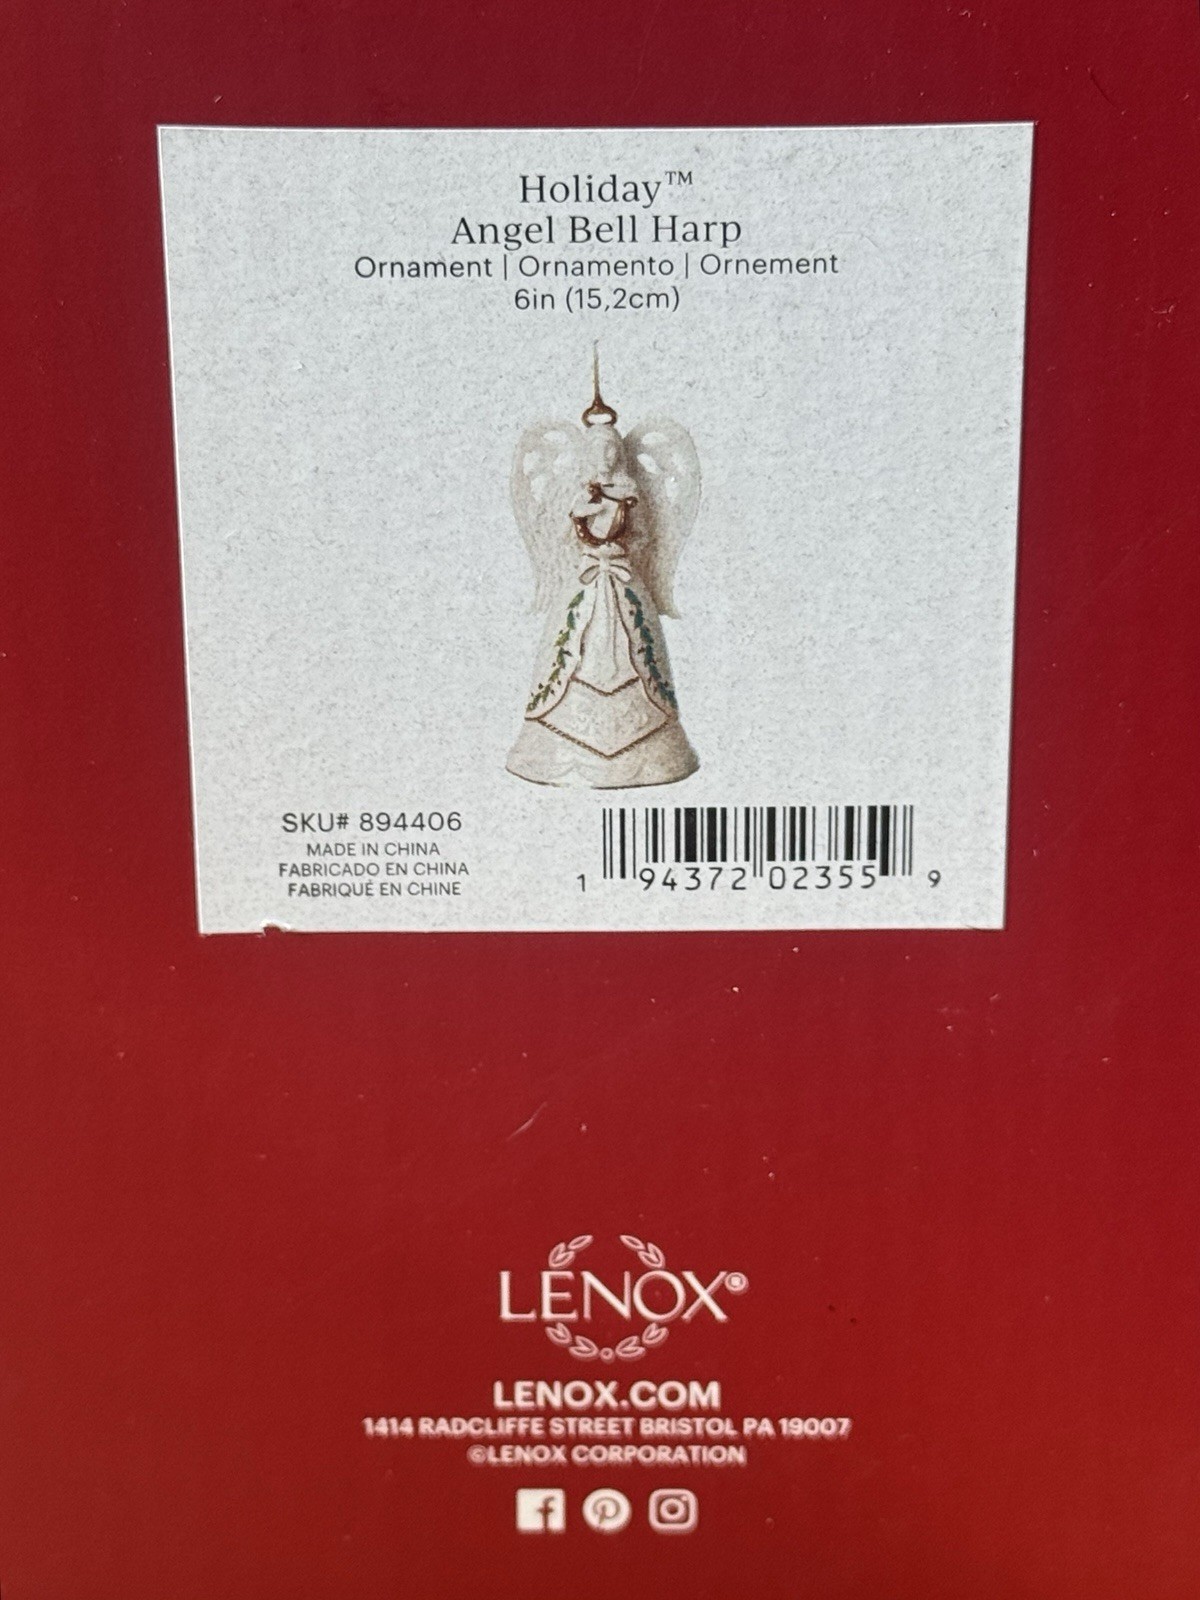 Holiday™
Angel Bell Harp
Ornament | Ornamento | Ornement
6in (15,2cm)
SKU# 894406
MADE IN CHINA
FABRICADO EN CHINA
FABRIQUÉ EN CHINE
1 94372 02355 9
LENOX®
LENOX.COM
1414 RADCLIFFE STREET BRISTOL PA 19007
©LENOX CORPORATION